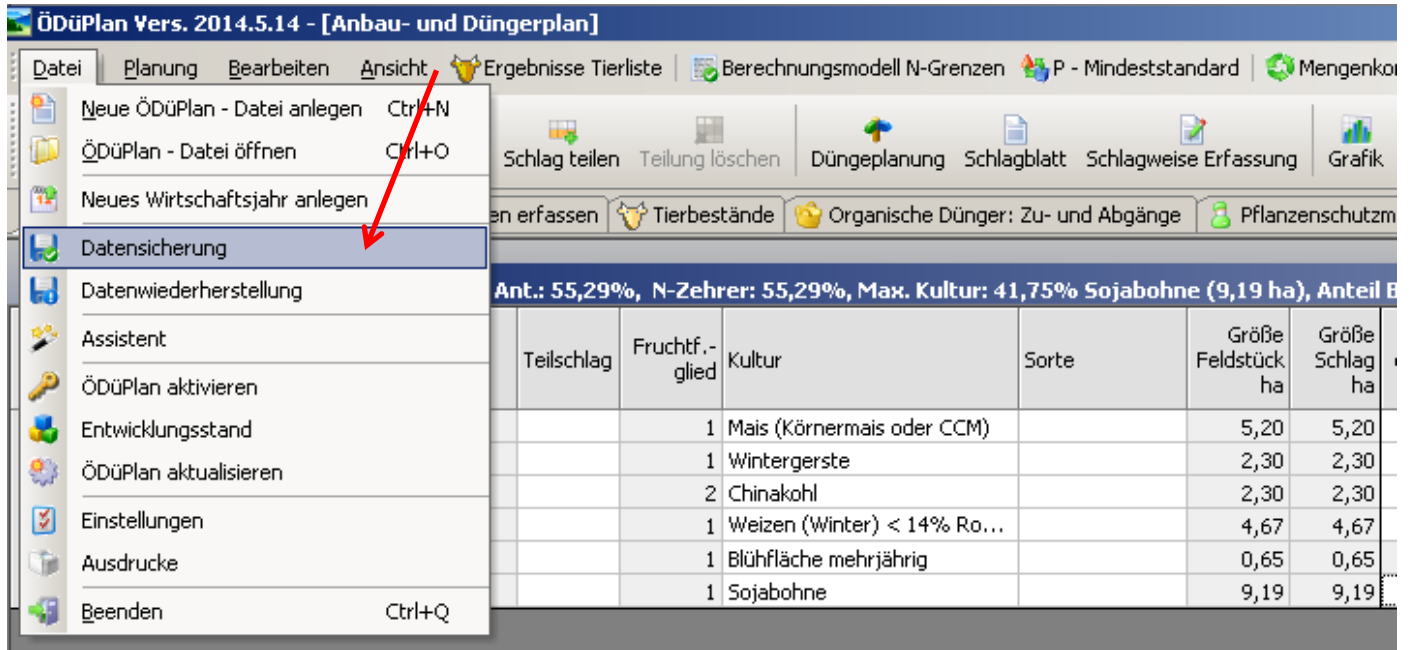 ÖDüPlan Vers. 2014.5.14 - [Anbau- und Düngerplan]
Datei Planung Bearbeiten Ansicht Ergebnisse Tierliste Berechnungsmodell N-Grenzen P - Mindeststandard Mengenkon
Neue ÖDüPlan - Datei anlegen Ctrl+N
ÖDüPlan - Datei öffnen Ctrl+O
Neues Wirtschaftsjahr anlegen
Datensicherung
Datenwiederherstellung
Assistent
ÖDüPlan aktivieren
Entwicklungsstand
ÖDüPlan aktualisieren
Einstellungen
Ausdrucke
Beenden Ctrl+Q
Schlag teilen Teilung löschen Düngeplanung Schlagblatt Schlagweise Erfassung Grafik
en erfassen Tierbestände Organische Dünger: Zu- und Abgänge Pflanzenschutzm
Ant.: 55,29%, N-Zehrer: 55,29%, Max. Kultur: 41,75% Sojabohne (9,19 ha), Anteil B
Teilschlag Fruchtf.-glied Kultur Sorte Größe Feldstück ha Größe Schlag ha
1 Mais (Körnermais oder CCM) 5,20 5,20
1 Wintergerste 2,30 2,30
2 Chinakohl 2,30 2,30
1 Weizen (Winter) < 14% Ro... 4,67 4,67
1 Blühfläche mehrjährig 0,65 0,65
1 Sojabohne 9,19 9,19